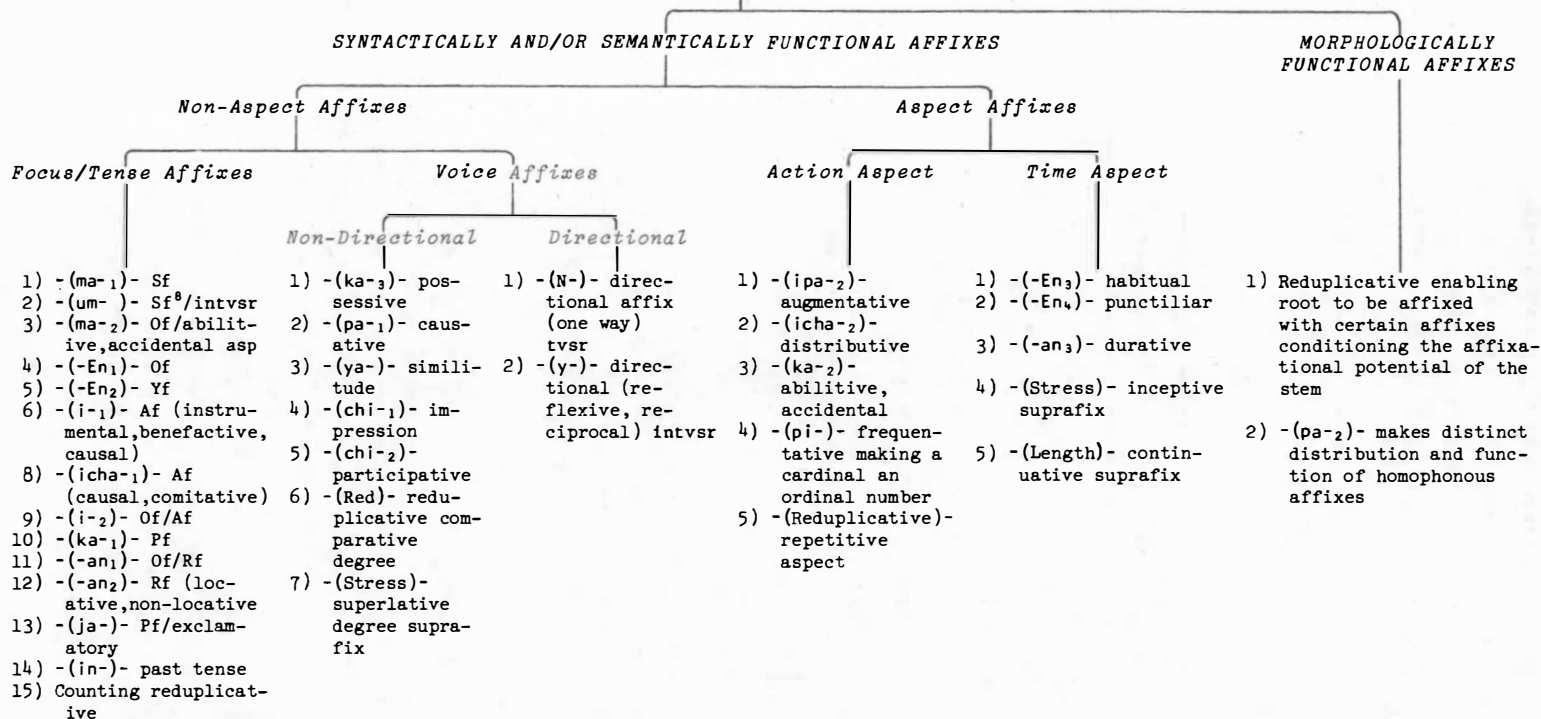 SYNTACTICALLY AND/OR SEMANTICALLY FUNCTIONAL AFFIXES
MORPHOLOGICALLY
FUNCTIONAL AFFIXES
Non-Aspect Affixes
Aspect Affixes
Focus/Tense Affixes
Voice Affixes
Action Aspect
Time Aspect
Non-Directional
Directional
1) -(ma-₁)- Sf
2) -(um- )- Sf⁸/intvsr
3) -(ma-₂)- Of/abilit-
ive,accidental asp
4) -(-En₁)- Of
5) -(-En₂)- Yf
6) -(i-₁)- Af (instru-
mental,benefactive,
causal)
8) -(icha-₁)- Af
(causal,comitative)
9) -(i-₂)- Of/Af
10) -(ka-₁)- Pf
11) -(-an₁)- Of/Rf
12) -(-an₂)- Rf (loc-
ative,non-locative
13) -(ja-)- Pf/exclam-
atory
14) -(in-)- past tense
15) Counting reduplicat-
ive
1) -(ka-₃)- pos-
sessive
2) -(pa-₁)- caus-
ative
3) -(ya-)- simili-
tude
4) -(chi-₁)- im-
pression
5) -(chi-₂)-
participative
6) -(Red)- redu-
plicative com-
parative
degree
7) -(Stress)-
superlative
degree supra-
fix
1) -(N-)- direc-
tional affix
(one way)
tvsr
2) -(y-)- direc-
tional (re-
flexive, re-
ciprocal) intvsr
1) -(ipa-₂)-
augmentative
2) -(icha-₂)-
distributive
3) -(ka-₂)-
abilitive,
accidental
4) -(pi-)- frequen-
tative making a
cardinal an
ordinal number
5) -(Reduplicative)-
repetitive
aspect
1) -(-En₃)- habitual
2) -(-En₄)- punctiliar
3) -(-an₃)- durative
4) -(Stress)- inceptive
suprafix
5) -(Length)- contin-
uative suprafix
1) Reduplicative enabling
root to be affixed
with certain affixes
conditioning the affixa-
tional potential of the
stem
2) -(pa-₂)- makes distinct
distribution and func-
tion of homophonous
affixes